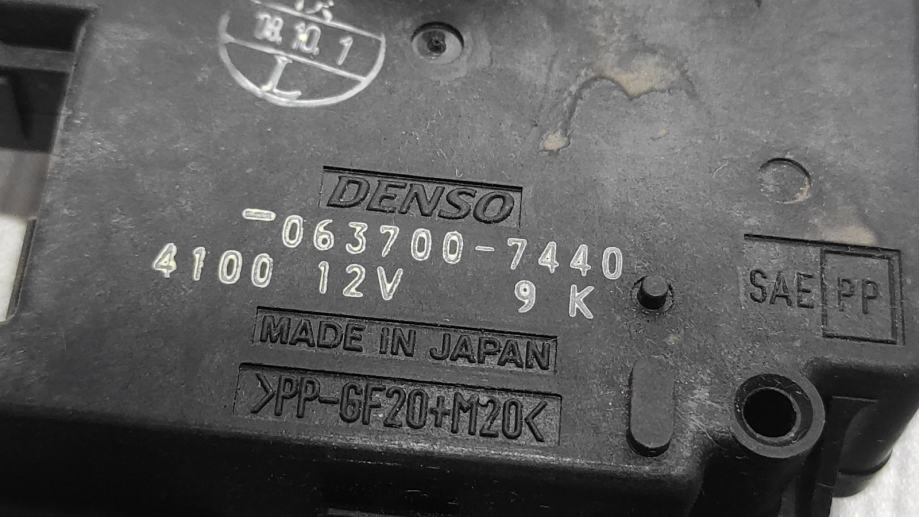 08.10.1
L
DENSO
-063700-7440
4100 12V 9 K
SAE PP
MADE IN JAPAN
>PP-GF20+M20<